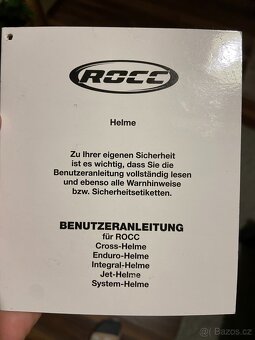 ROCC
Helme
Zu Ihrer eigenen Sicherheit
ist es wichtig, dass Sie die
Benutzeranleitung vollständig lesen
und ebenso alle Warnhinweise
bzw. Sicherheitsetiketten.
BENUTZERANLEITUNG
für ROCC
Cross-Helme
Enduro-Helme
Integral-Helme
Jet-Helme
System-Helme
Bazos.cz